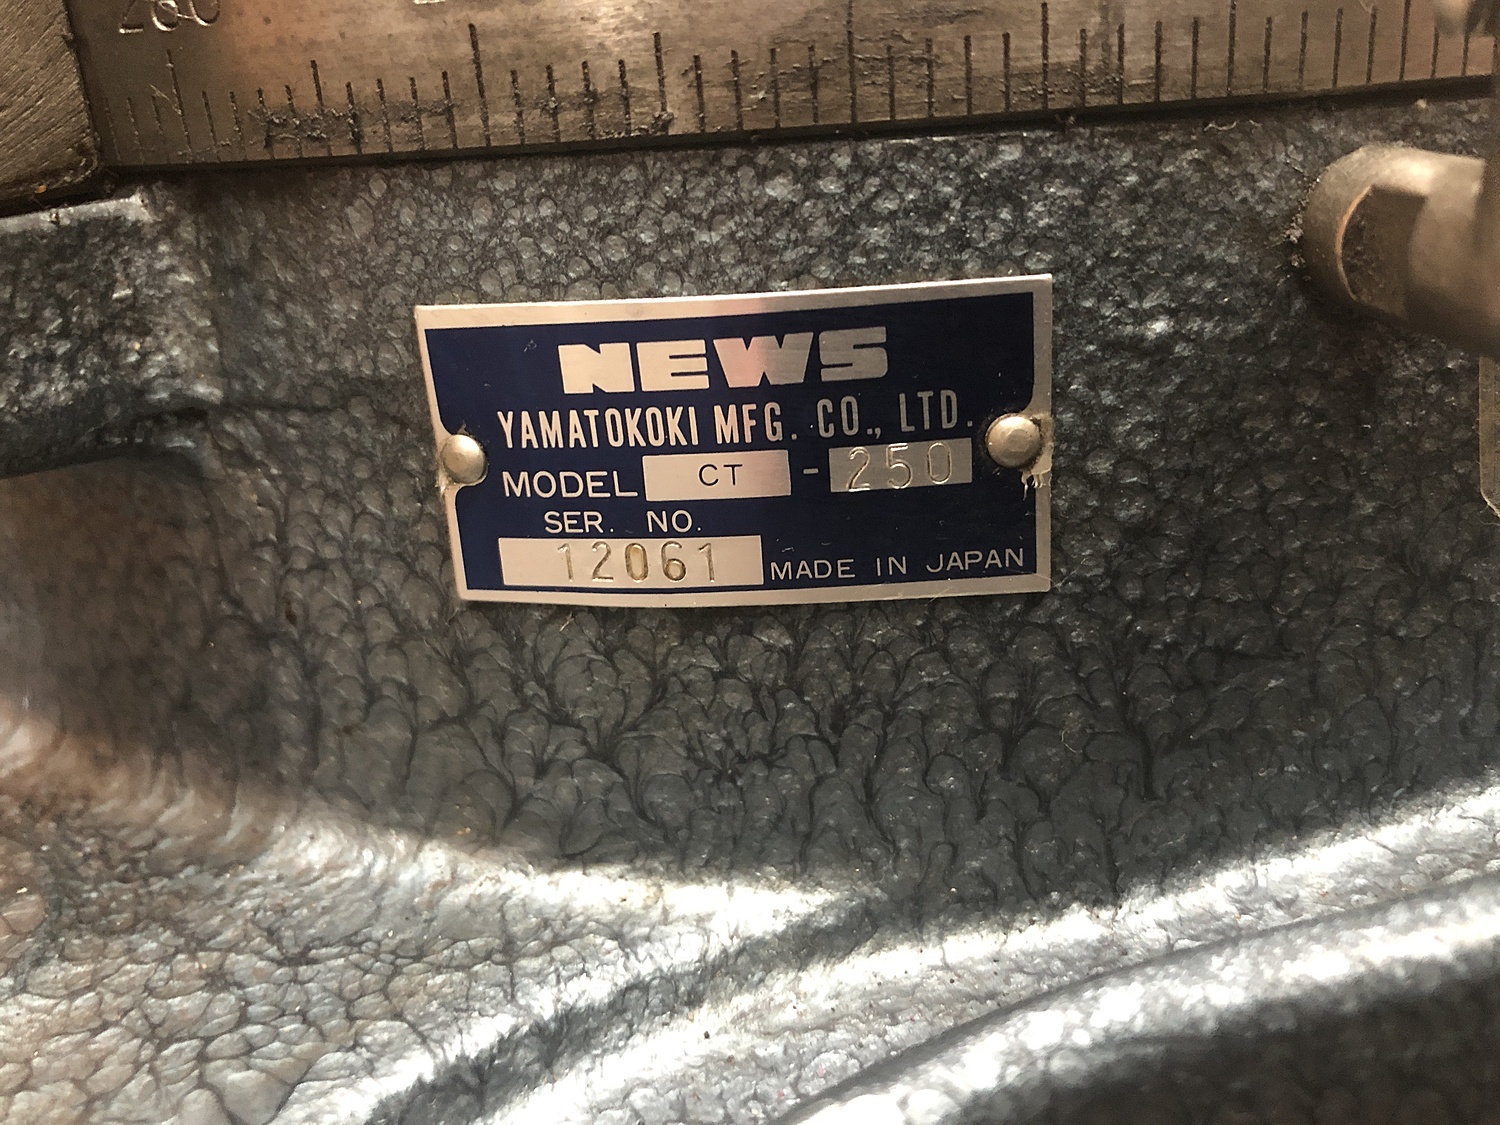 NEWS
YAMATOKOKI MFG. CO., LTD.
MODEL CT - 250
SER. NO.
12061 MADE IN JAPAN